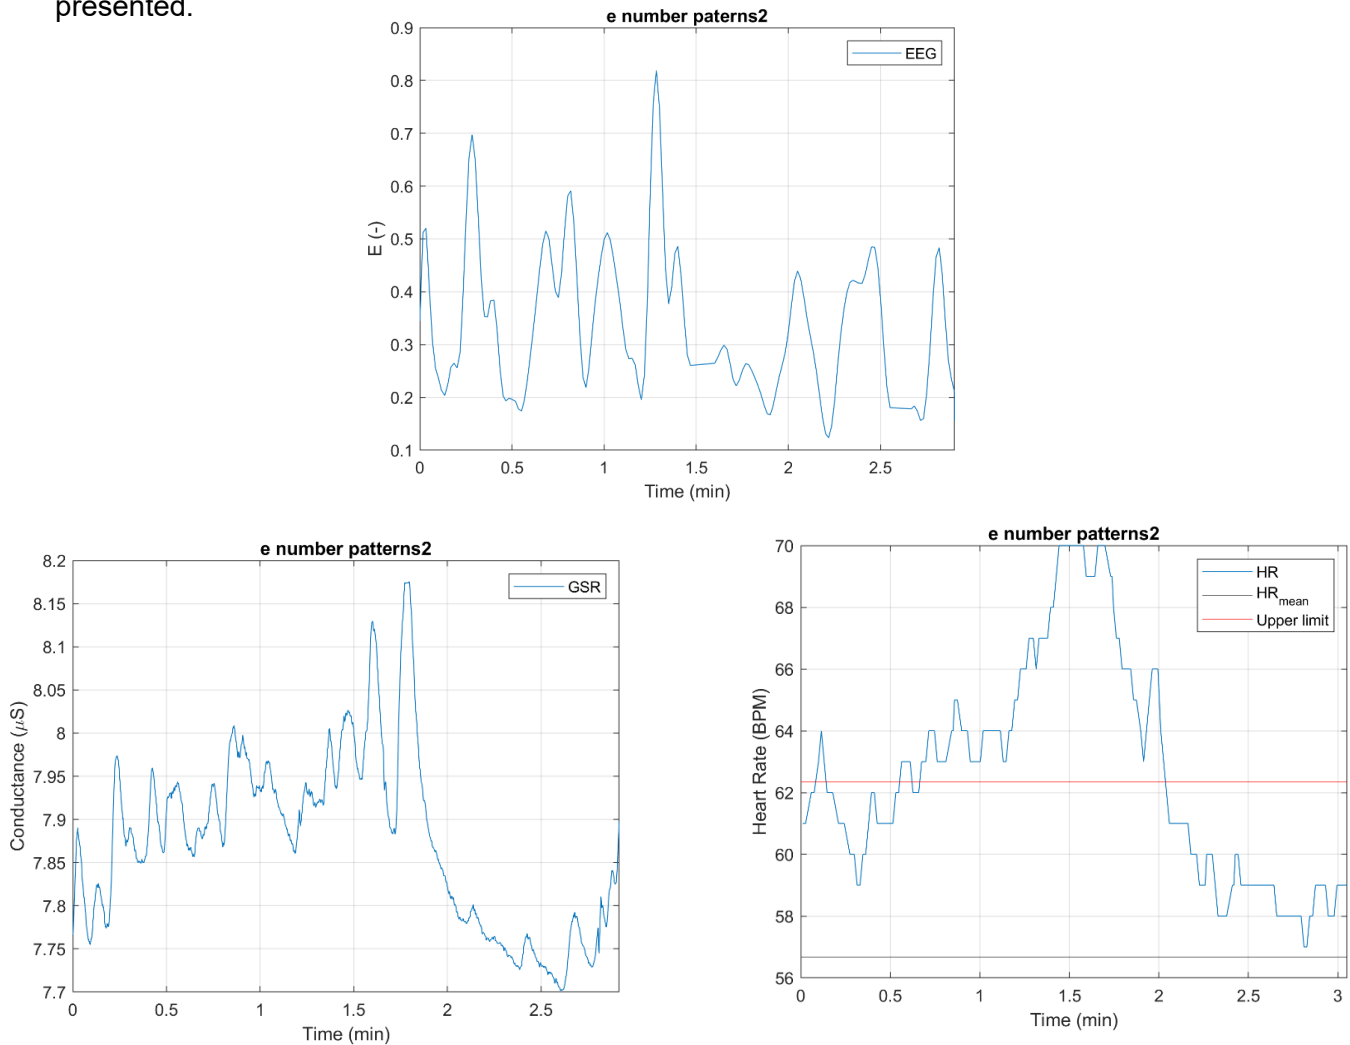 presented.
e number paterns2
EEG
0.9
0.8
0.7
0.6
0.5
0.4
0.3
0.2
0.1
E (-)
0 0.5 1 1.5 2 2.5
Time (min)
e number patterns2
GSR
8.2
8.15
8.1
8.05
8
7.95
7.9
7.85
7.8
7.75
7.7
Conductance (μS)
0 0.5 1 1.5 2 2.5
Time (min)
e number patterns2
HR
HRmean
Upper limit
70
68
66
64
62
60
58
56
Heart Rate (BPM)
0 0.5 1 1.5 2 2.5 3
Time (min)